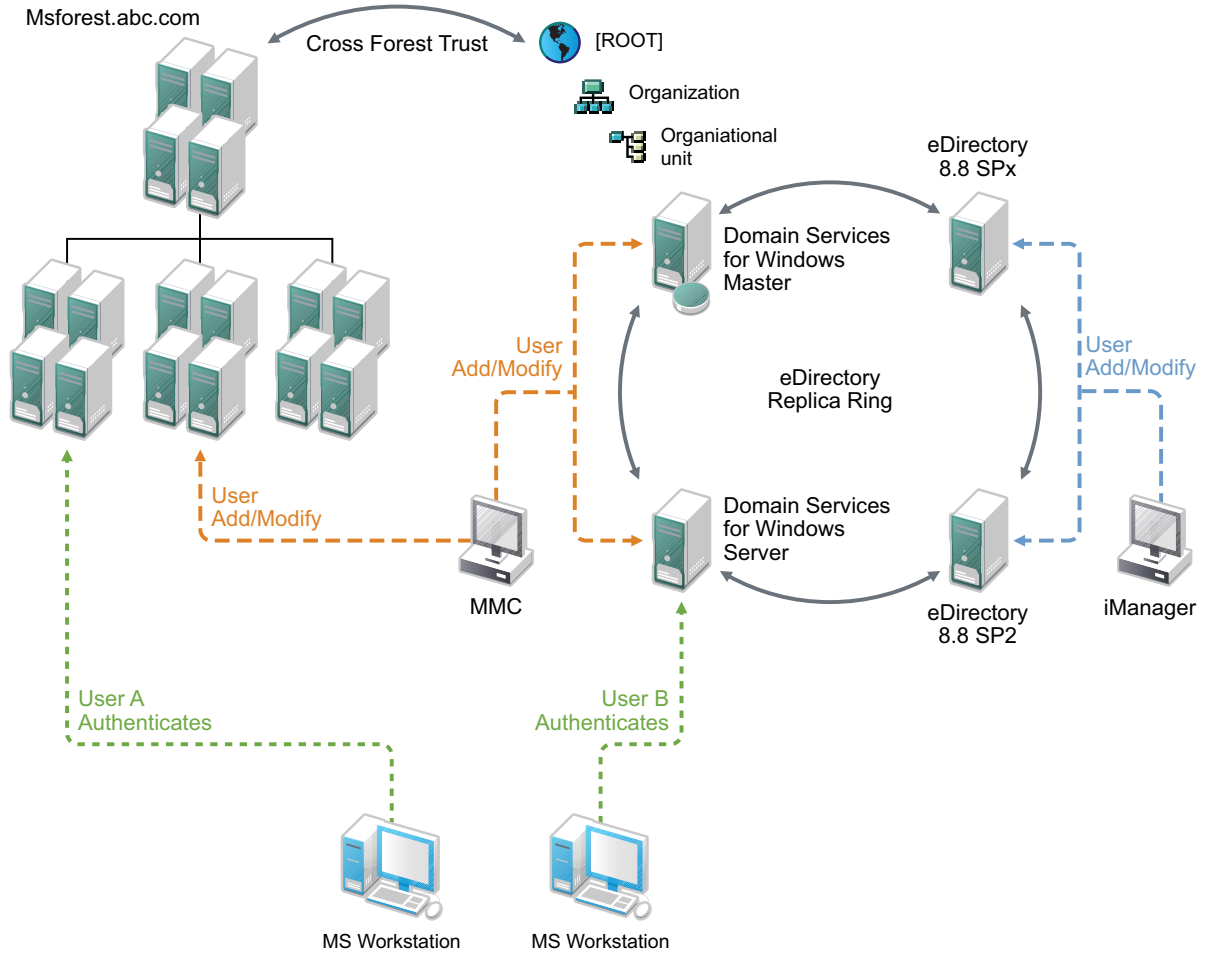 Msforest.abc.com
Cross Forest Trust
[ROOT]
Organization
Organiational
unit
eDirectory
8.8 SPx
Domain Services
for Windows
Master
User
Add/Modify
User
Add/Modify
eDirectory
Replica Ring
User
Add/Modify
Domain Services
for Windows
Server
MMC
eDirectory
8.8 SP2
iManager
User A
Authenticates
User B
Authenticates
MS Workstation
MS Workstation